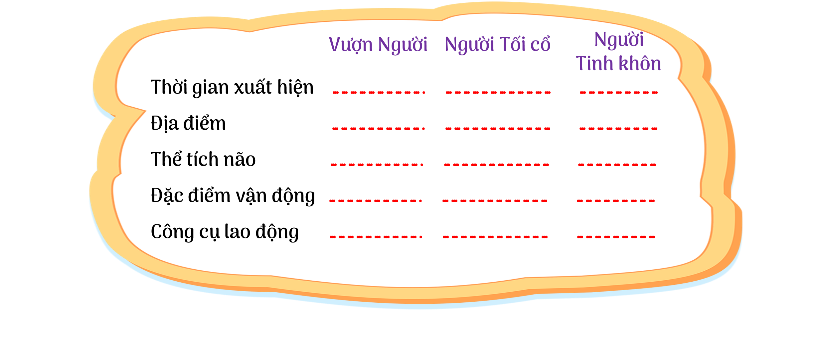 Vượn Người Người Tối cổ Người Tinh khôn
Thời gian xuất hiện
Địa điểm
Thể tích não
Đặc điểm vận động
Công cụ lao động